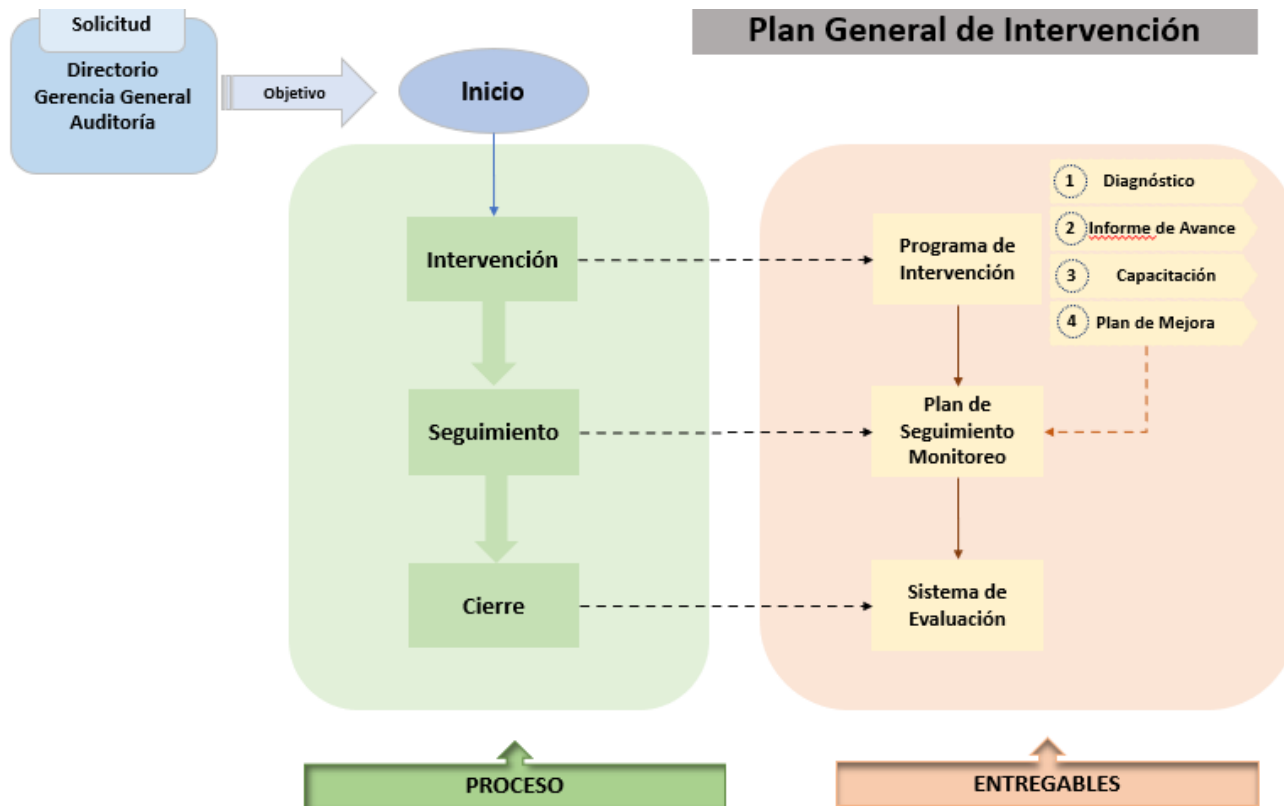 Solicitud
Directorio
Gerencia General
Auditoría
Objetivo
Inicio
Plan General de Intervención
Intervención
Seguimiento
Cierre
Programa de
Intervención
1 Diagnóstico
2 Informe de Avance
3 Capacitación
4 Plan de Mejora
Plan de
Seguimiento
Monitoreo
Sistema de
Evaluación
PROCESO
ENTREGABLES